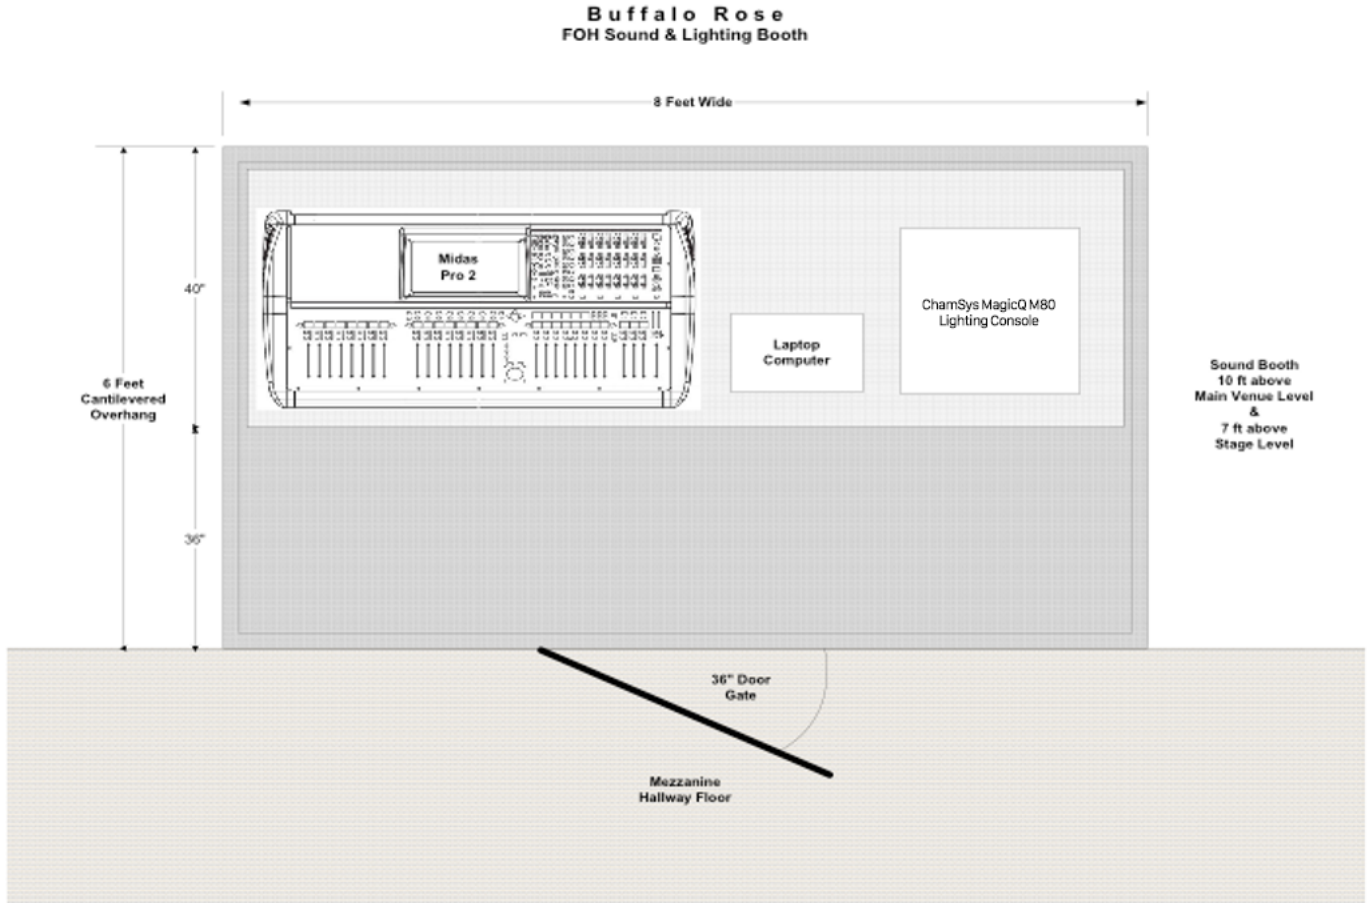 Buffalo Rose
FOH Sound & Lighting Booth
8 Feet Wide
40"
6 Feet
Cantilevered
Overhang
36"
Midas
Pro 2
Laptop
Computer
ChamSys MagicQ M80
Lighting Console
Sound Booth
10 ft above
Main Venue Level
&
7 ft above
Stage Level
36" Door
Gate
Mezzanine
Hallway Floor